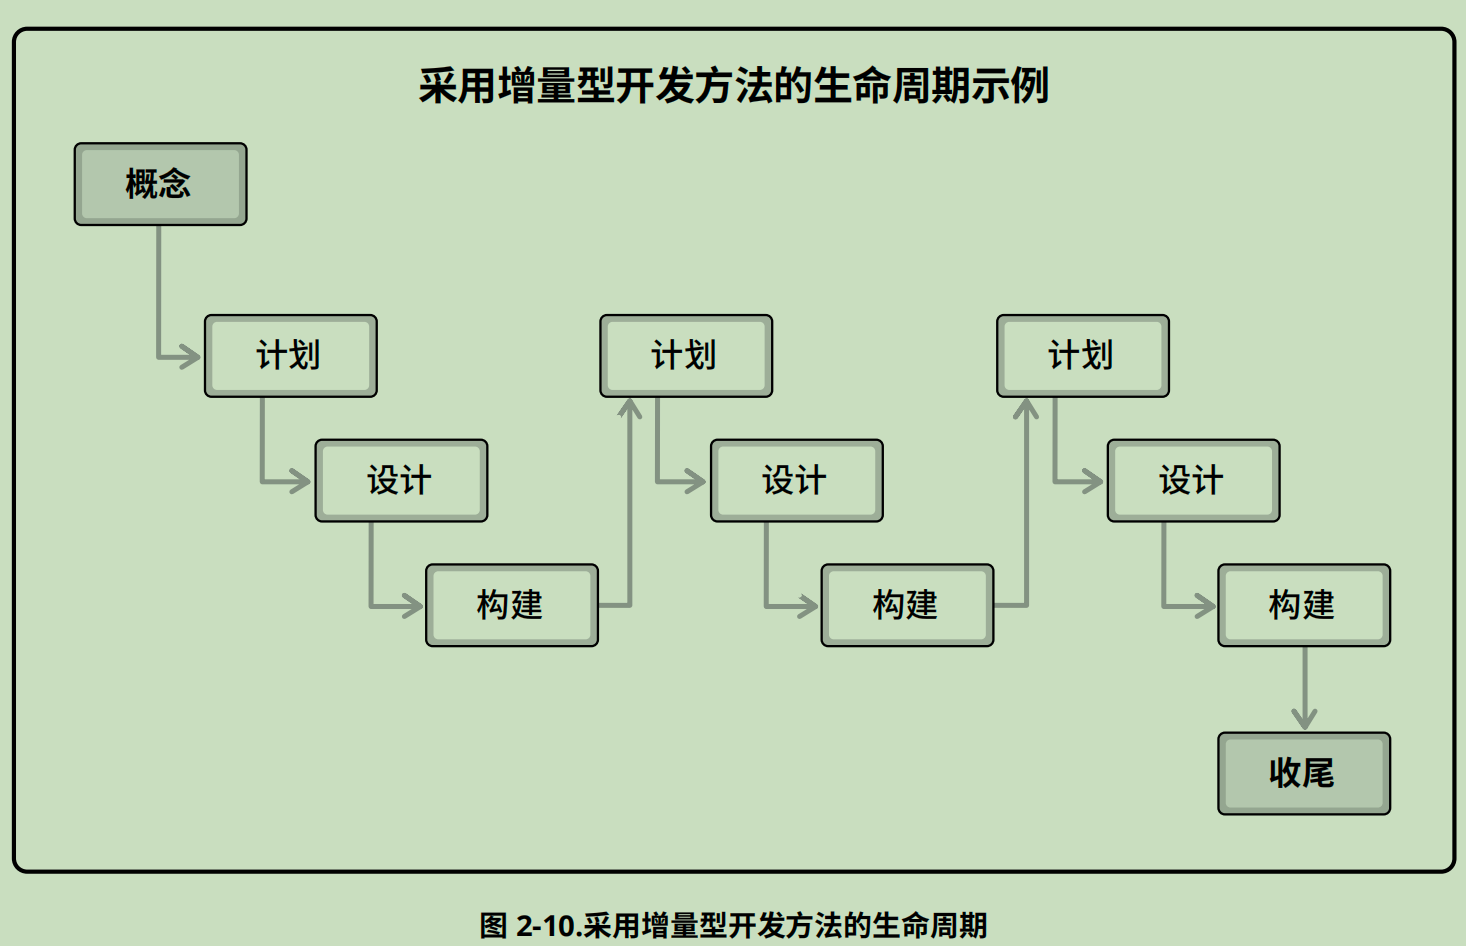 采用增量型开发方法的生命周期示例
概念
计划
计划
计划
设计
设计
设计
构建
构建
构建
收尾
图 2-10.采用增量型开发方法的生命周期